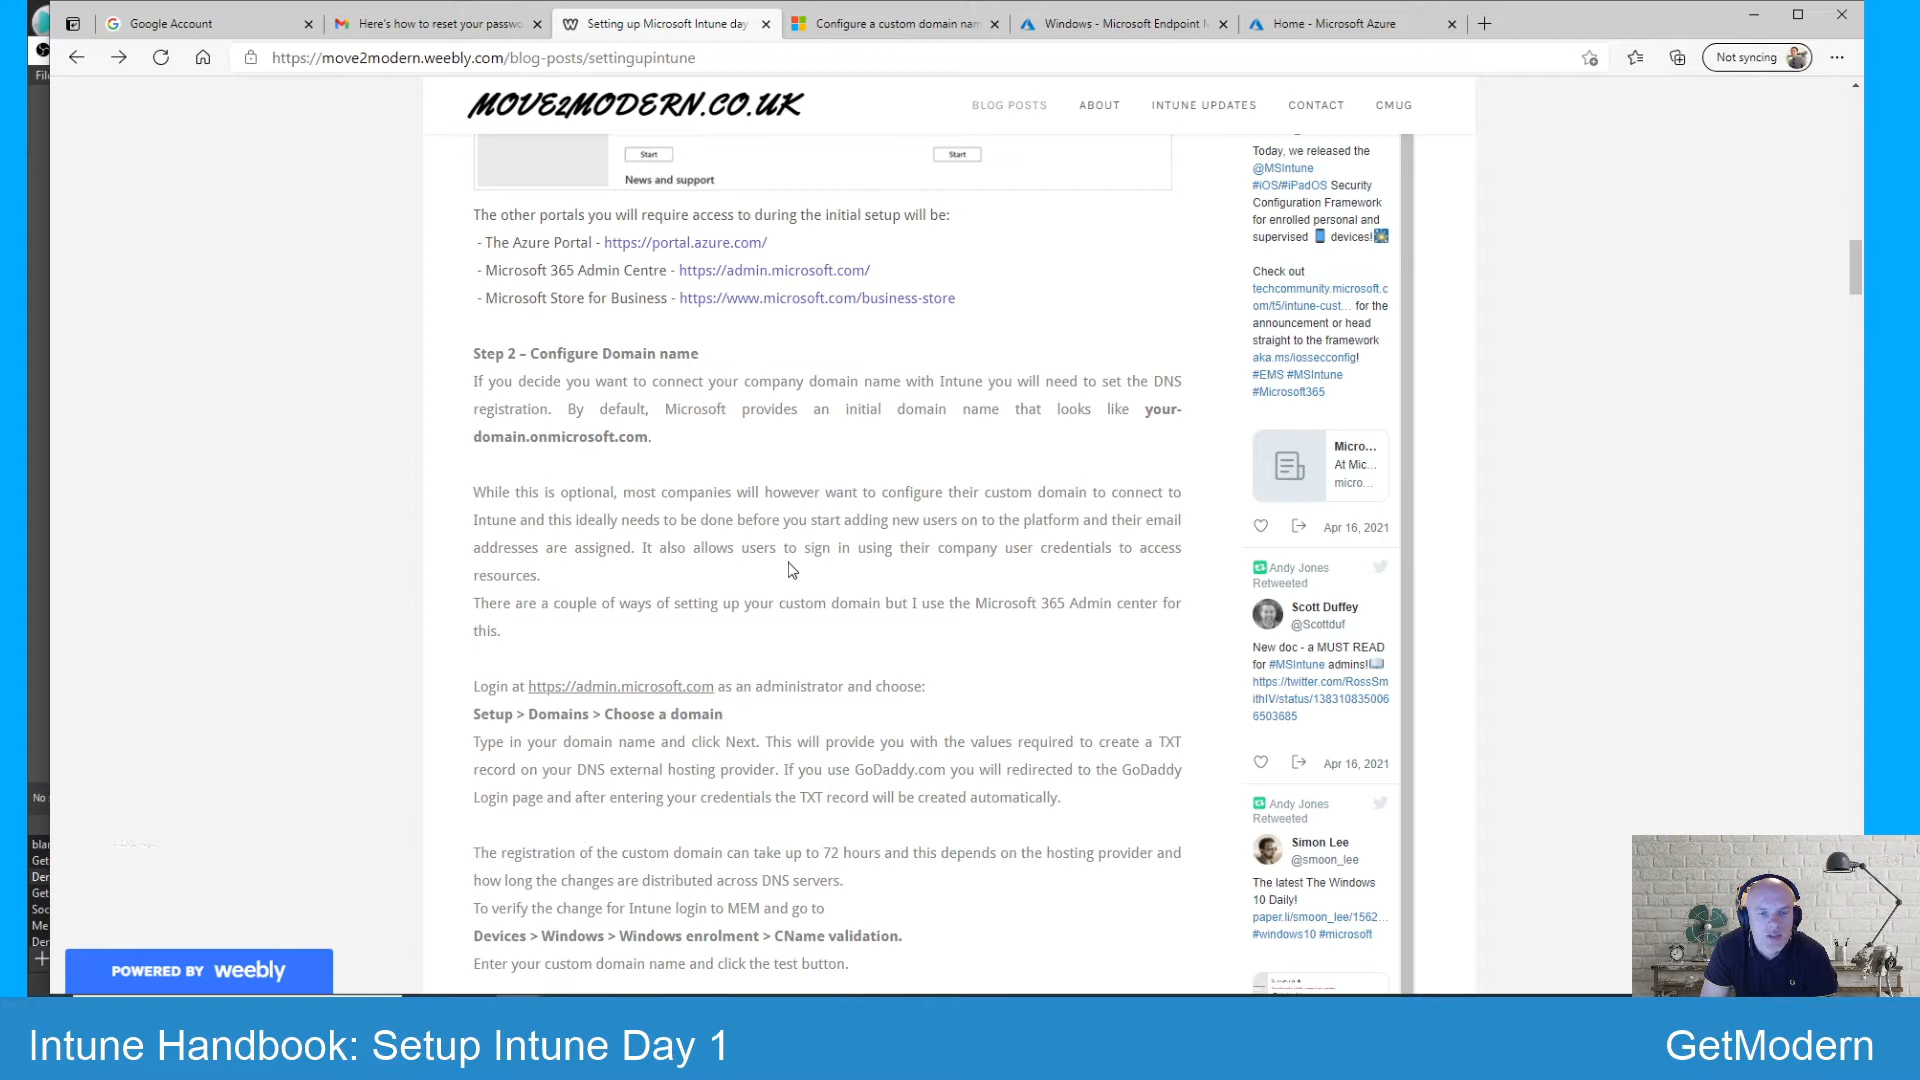 Google Account
Here's how to reset your passwo
Setting up Microsoft Intune day
Configure a custom domain nam
Windows - Microsoft Endpoint M
Home - Microsoft Azure
https://move2modern.weebly.com/blog-posts/settingupintune
Not syncing
MOVE2MODERN.CO.UK
BLOG POSTS
ABOUT
INTUNE UPDATES
CONTACT
CMUG
Start
Start
News and support
The other portals you will require access to during the initial setup will be:
- The Azure Portal - https://portal.azure.com/
- Microsoft 365 Admin Centre - https://admin.microsoft.com/
- Microsoft Store for Business - https://www.microsoft.com/business-store
Step 2 – Configure Domain name
If you decide you want to connect your company domain name with Intune you will need to set the DNS
registration. By default, Microsoft provides an initial domain name that looks like your-
domain.onmicrosoft.com.
While this is optional, most companies will however want to configure their custom domain to connect to
Intune and this ideally needs to be done before you start adding new users on to the platform and their email
addresses are assigned. It also allows users to sign in using their company user credentials to access
resources.
There are a couple of ways of setting up your custom domain but I use the Microsoft 365 Admin center for
this.
Login at https://admin.microsoft.com as an administrator and choose:
Setup > Domains > Choose a domain
Type in your domain name and click Next. This will provide you with the values required to create a TXT
record on your DNS external hosting provider. If you use GoDaddy.com you will redirected to the GoDaddy
Login page and after entering your credentials the TXT record will be created automatically.
The registration of the custom domain can take up to 72 hours and this depends on the hosting provider and
how long the changes are distributed across DNS servers.
To verify the change for Intune login to MEM and go to
Devices > Windows > Windows enrolment > CName validation.
Enter your custom domain name and click the test button.
Today, we released the
@MSIntune
#iOS/#iPadOS Security
Configuration Framework
for enrolled personal and
supervised devices!
Check out
techcommunity.microsoft.c
om/t5/intune-cust… for the
announcement or head
straight to the framework
aka.ms/iossecconfig!
#EMS #MSIntune
#Microsoft365
Micro...
At Mic...
micro...
Apr 16, 2021
Andy Jones
Retweeted
Scott Duffey
@Scottduf
New doc - a MUST READ
for #MSIntune admins!
https://twitter.com/RossSm
ithIV/status/138310835006
6503685
Apr 16, 2021
Andy Jones
Retweeted
Simon Lee
@smoon_lee
The latest The Windows
10 Daily!
paper.li/smoon_lee/1562…
#windows10 #microsoft
File
No
blan
Get
Der
Get
Soc
Me
Der
POWERED BY weebly
Intune Handbook: Setup Intune Day 1
GetModern